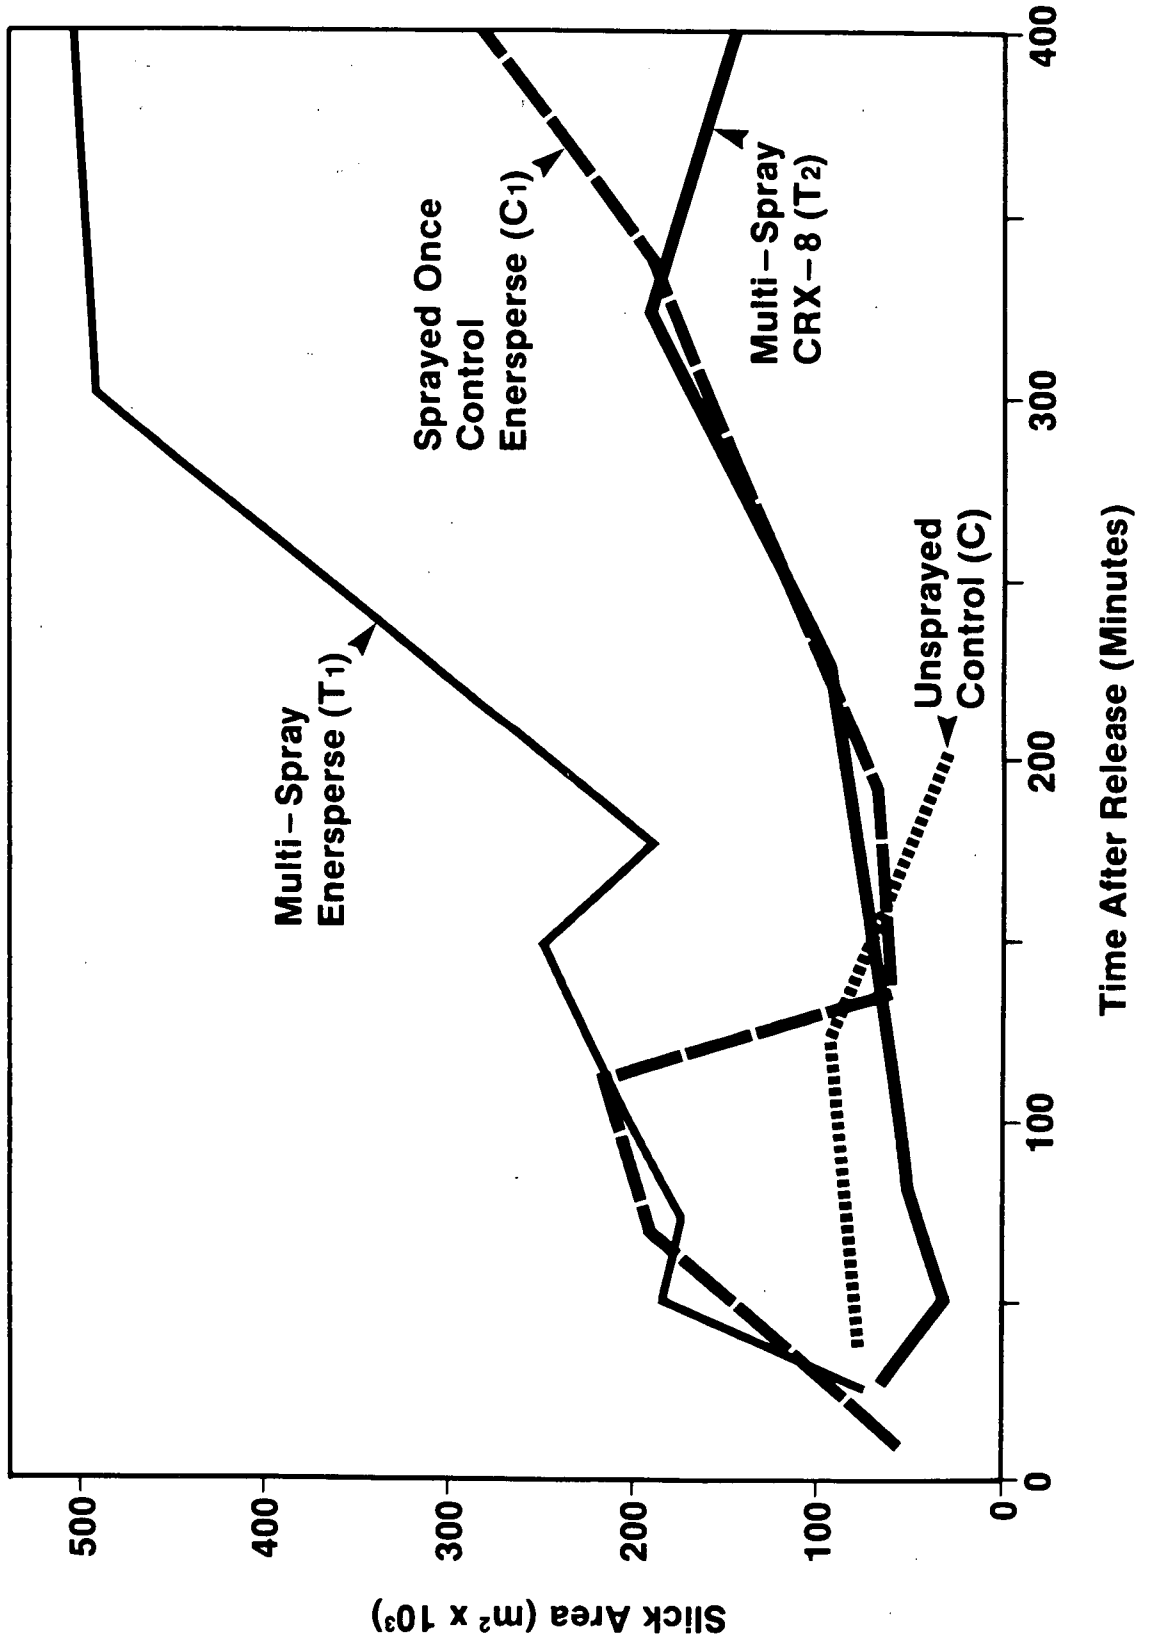 Slick Area (m² x 10³)
500
400
300
200
100
0
Multi-Spray
Enersperse (T1)
Sprayed Once
Control
Enersperse (C1)
Multi-Spray
CRX-8 (T2)
Unsprayed
Control (C)
0
100
200
300
400
Time After Release (Minutes)